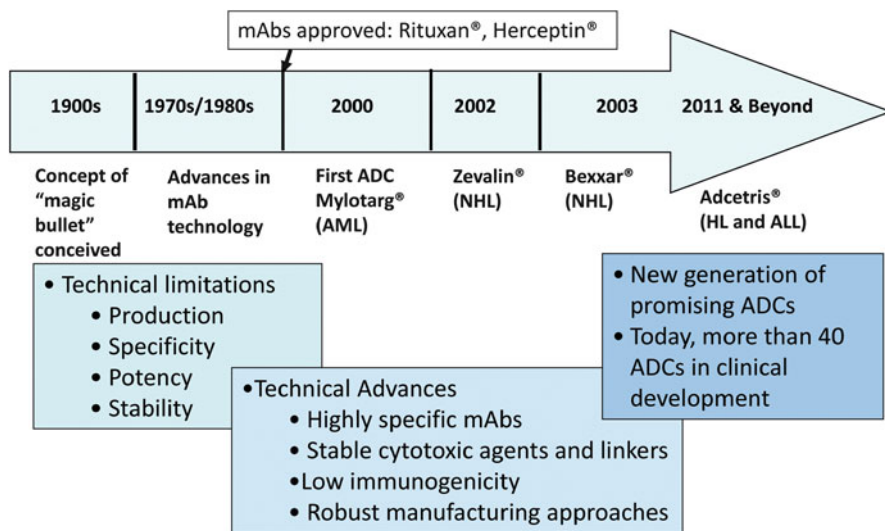 mAbs approved: Rituxan®, Herceptin®
1900s
1970s/1980s
2000
2002
2003
2011 & Beyond
Concept of
“magic
bullet”
conceived
Advances in
mAb
technology
First ADC
Mylotarg®
(AML)
Zevalin®
(NHL)
Bexxar®
(NHL)
Adcetris®
(HL and ALL)
• Technical limitations
• Production
• Specificity
• Potency
• Stability
•Technical Advances
• Highly specific mAbs
• Stable cytotoxic agents and linkers
•Low immunogenicity
• Robust manufacturing approaches
• New generation of
promising ADCs
• Today, more than 40
ADCs in clinical
development